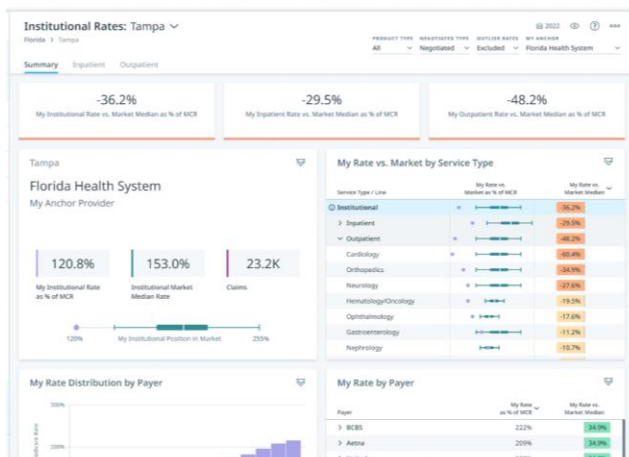 Institutional Rates: Tampa
2022
Florida > Tampa
PRODUCT TYPE NEGOTIATED TYPE OUTLIER RATES MY ANCHOR
All Negotiated Excluded Florida Health System
Summary Inpatient Outpatient
-36.2%
My Institutional Rate vs. Market Median as % of MCR
-29.5%
My Inpatient Rate vs. Market Median as % of MCR
-48.2%
My Outpatient Rate vs. Market Median as % of MCR
Tampa
Florida Health System
My Anchor Provider
120.8%
My Institutional Rate
as % of MCR
153.0%
Institutional Market
Median Rate
23.2K
Claims
120% My Institutional Position in Market 255%
My Rate vs. Market by Service Type
Service Type / Line
My Rate vs.
Market as % of MCR
My Rate vs.
Market Median
Institutional -36.2%
> Inpatient -29.5%
Outpatient -48.2%
Cardiology -60.4%
Orthopedics -34.9%
Neurology -27.6%
Hematology/Oncology -19.5%
Ophthalmology -17.6%
Gastroenterology -11.2%
Nephrology -10.7%
My Rate Distribution by Payer
300%
200%
My Rate by Payer
Payer
My Rate
as % of MCR
My Rate vs.
Market Median
> BCBS 222% 34.9%
> Aetna 209% 34.9%